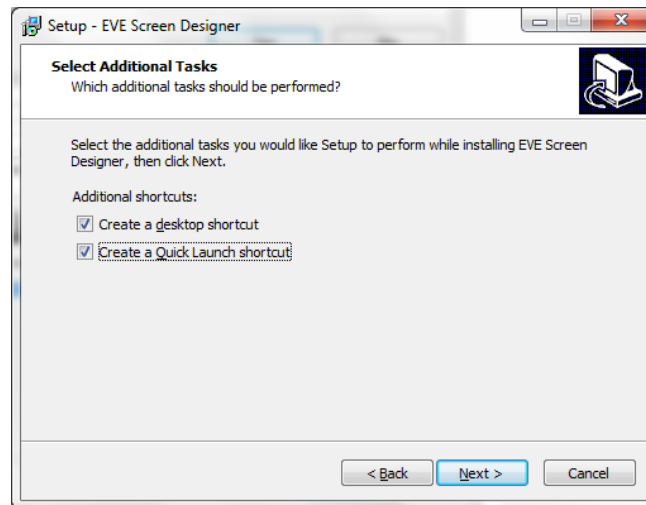 Setup - EVE Screen Designer
Select Additional Tasks
Which additional tasks should be performed?
Select the additional tasks you would like Setup to perform while installing EVE Screen
Designer, then click Next.
Additional shortcuts:
Create a desktop shortcut
Create a Quick Launch shortcut
< Back
Next >
Cancel